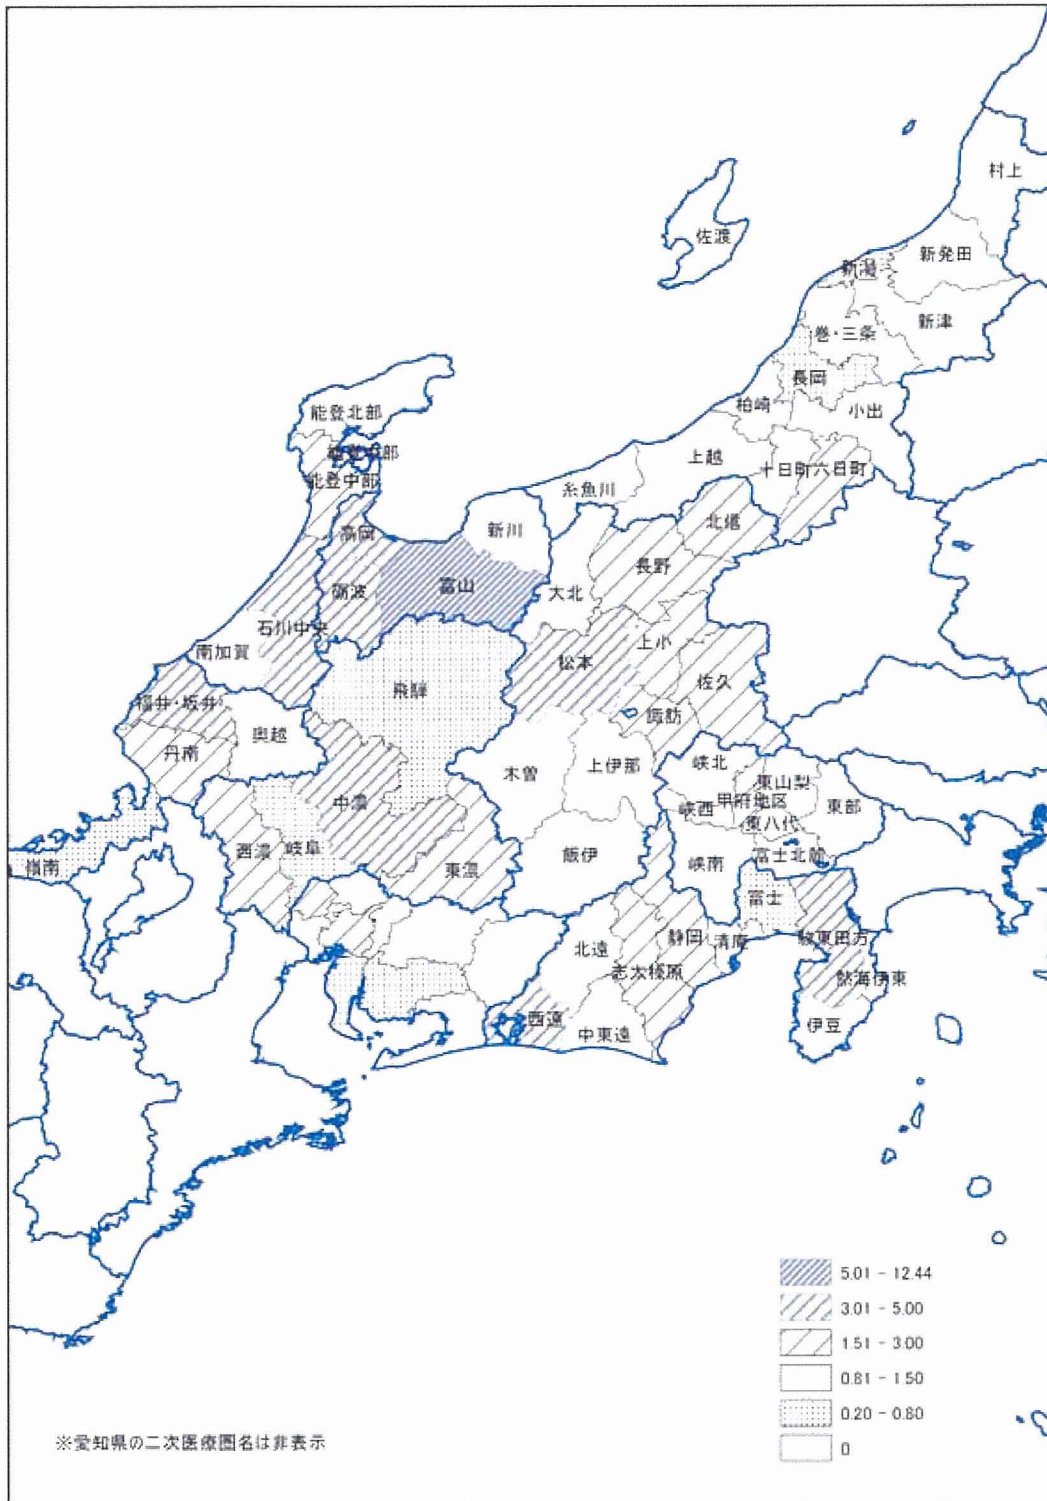 村上
佐渡
新発田
新潟
新津
巻・三条
長岡
能登北部
柏崎
小出
能登中部
上越
能登中部
十日町
六日町
糸魚川
高岡
新川
北信
長野
富山
砺波
大北
石川中央
上小
南加賀
松本
佐久
飛騨
福井・坂井
諏訪
奥越
丹南
上伊那
峡北
木曽
東山梨
中濃
甲府地区
東部
峡西
東八代
岐阜
西濃
飯伊
富士北麓
嶺南
東濃
峡南
富士
静岡
駿東田方
北遠
清庵
志太榛原
熱海伊東
西遠
伊豆
中東遠
5.01 - 12.44
3.01 - 5.00
1.51 - 3.00
0.81 - 1.50
0.20 - 0.80
0
※愛知県の二次医療圏名は非表示